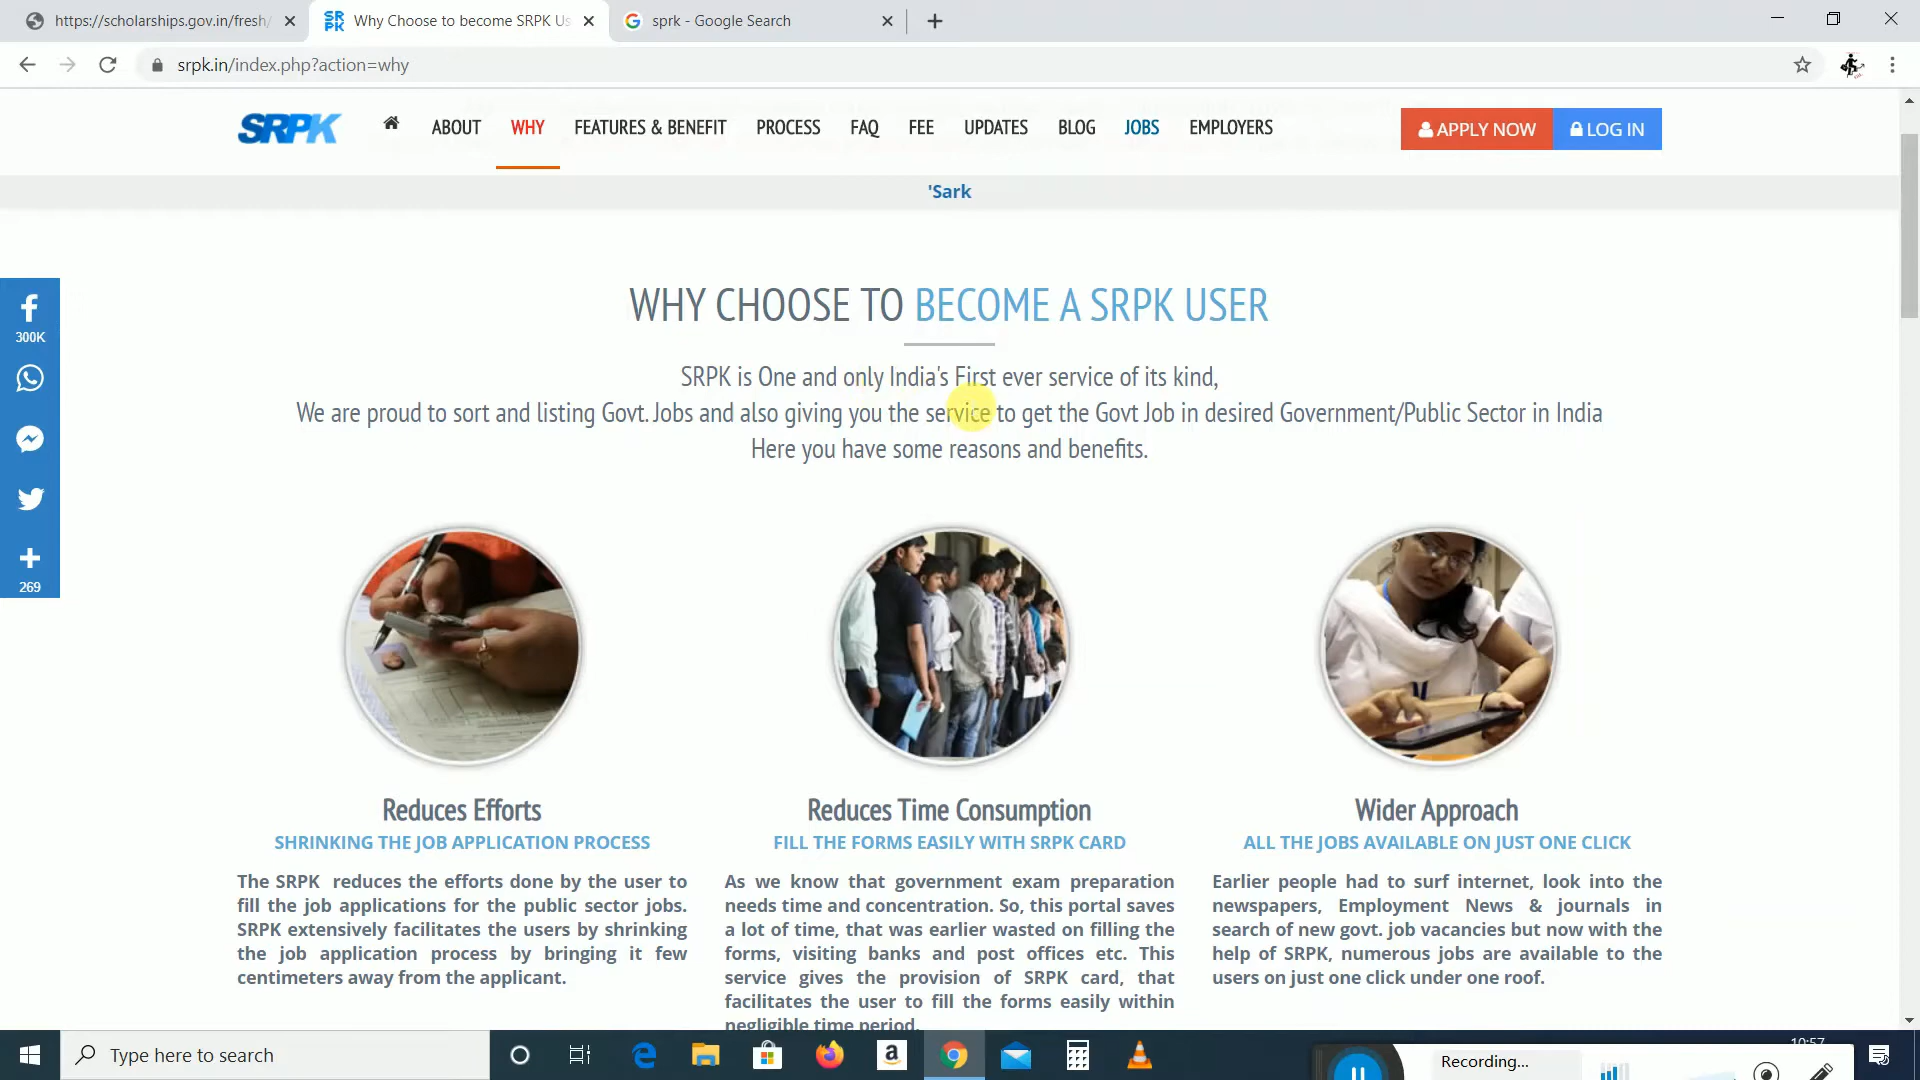 https://scholarships.gov.in/fresh/
Why Choose to become SRPK Us
sprk - Google Search
srpk.in/index.php?action=why
SRPK
ABOUT
WHY
FEATURES & BENEFIT
PROCESS
FAQ
FEE
UPDATES
BLOG
JOBS
EMPLOYERS
APPLY NOW
LOG IN
'Sark
300K
269
WHY CHOOSE TO BECOME A SRPK USER
SRPK is One and only India's First ever service of its kind,
We are proud to sort and listing Govt. Jobs and also giving you the service to get the Govt Job in desired Government/Public Sector in India
Here you have some reasons and benefits.
Reduces Efforts
SHRINKING THE JOB APPLICATION PROCESS
The SRPK reduces the efforts done by the user to
fill the job applications for the public sector jobs.
SRPK extensively facilitates the users by shrinking
the job application process by bringing it few
centimeters away from the applicant.
Reduces Time Consumption
FILL THE FORMS EASILY WITH SRPK CARD
As we know that government exam preparation
needs time and concentration. So, this portal saves
a lot of time, that was earlier wasted on filling the
forms, visiting banks and post offices etc. This
service gives the provision of SRPK card, that
facilitates the user to fill the forms easily within
negligible time period.
Wider Approach
ALL THE JOBS AVAILABLE ON JUST ONE CLICK
Earlier people had to surf internet, look into the
newspapers, Employment News & journals in
search of new govt. job vacancies but now with the
help of SRPK, numerous jobs are available to the
users on just one click under one roof.
Type here to search
10:57
Recording...